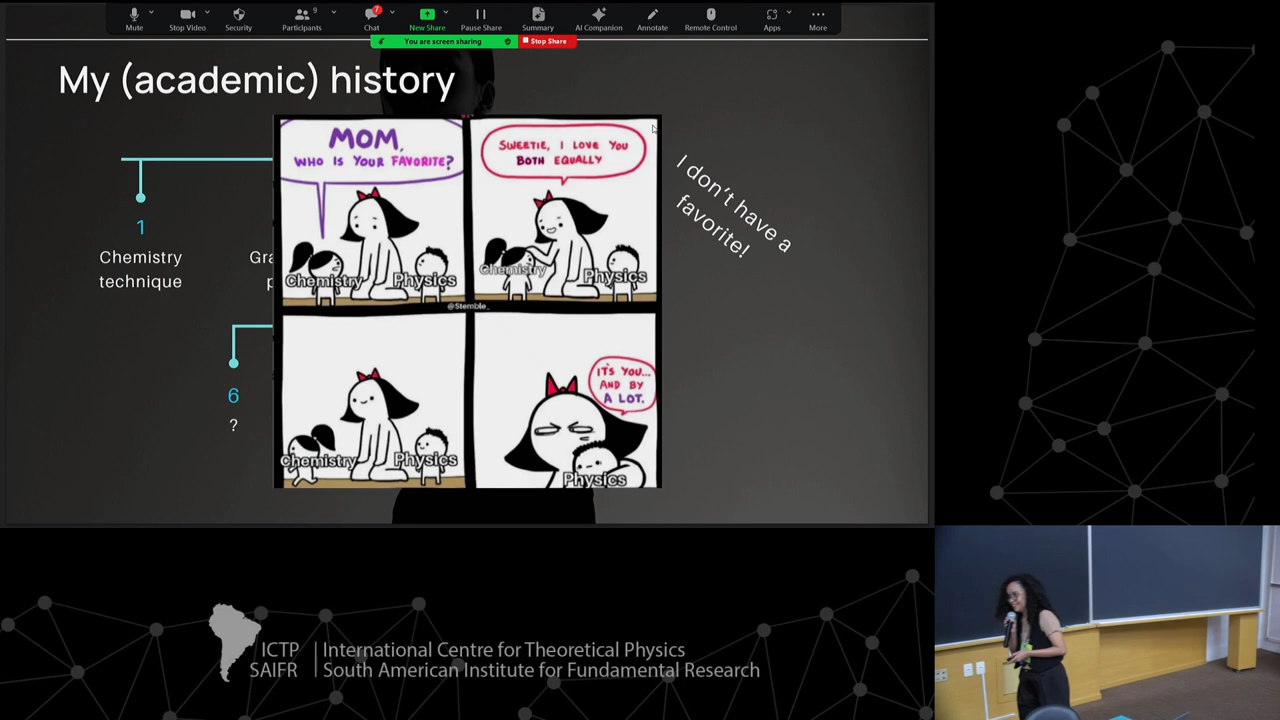 Mute
Stop Video
Security
Participants
9
Chat
7
New Share
Pause Share
Summary
AI Companion
Annotate
Remote Control
Apps
More
You are screen sharing
Stop Share
My (academic) history
1
Chemistry
technique
Gra
p
6
?
MOM,
WHO IS YOUR FAVORITE?
Chemistry
Physics
SWEETIE, I LOVE YOU
BOTH EQUALLY
Chemistry
Physics
@Stemble_
Chemistry
Physics
IT'S YOU...
AND BY
A LOT.
Physics
I don't have a
favorite!
ICTP
SAIFR
International Centre for Theoretical Physics
South American Institute for Fundamental Research